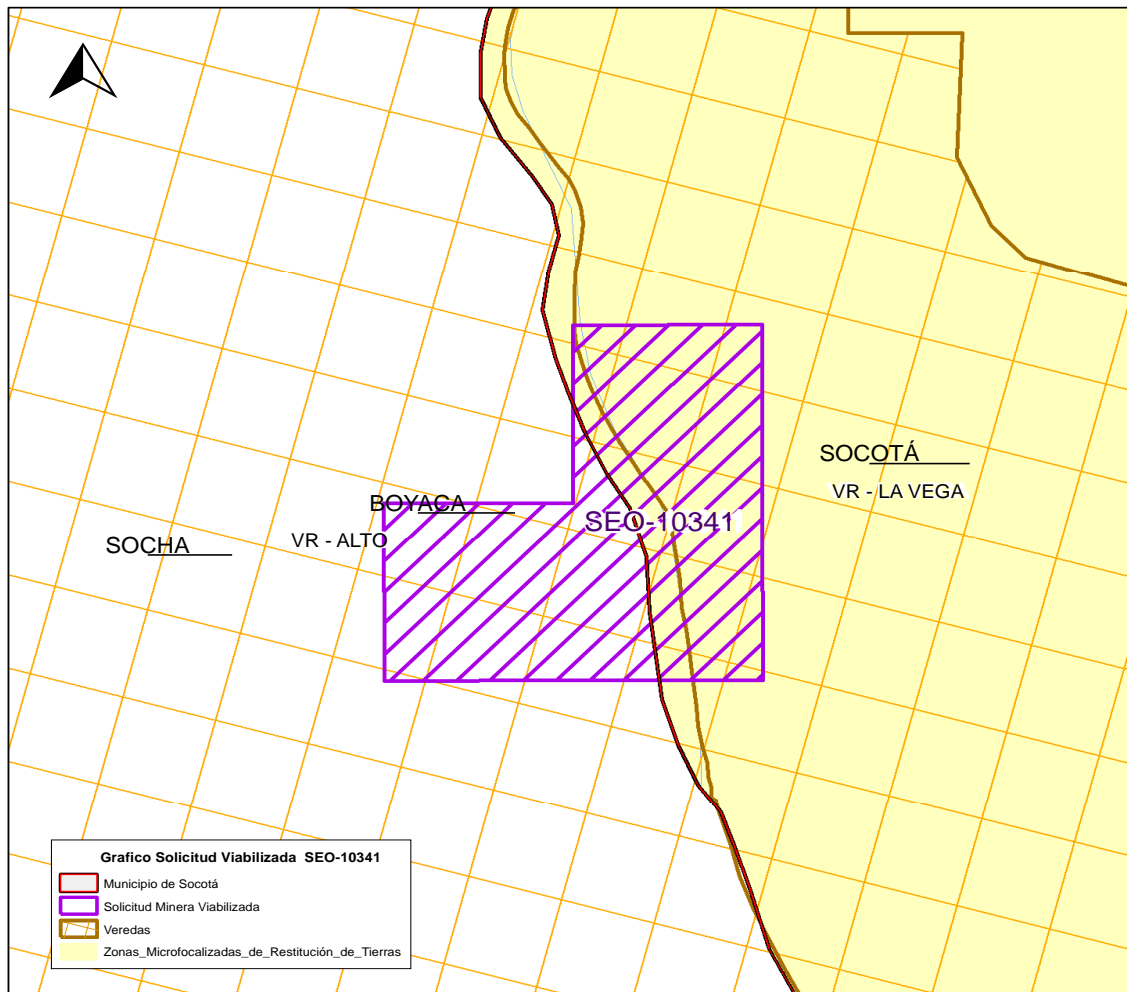 SOCOTÁ
VR - LA VEGA
BOYACA
SEO-10341
VR - ALTO
SOCHA
Grafico Solicitud Viabilizada SEO-10341
Municipio de Socotá
Solicitud Minera Viabilizada
Veredas
Zonas_Microfocalizadas_de_Restitución_de_Tierras